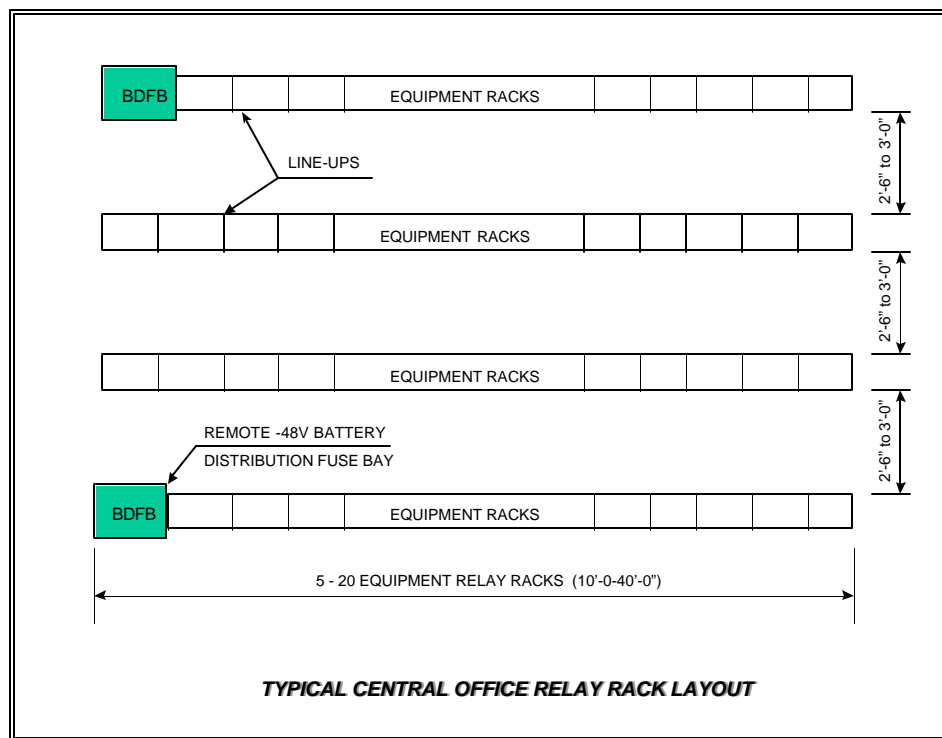 BDFB
EQUIPMENT RACKS
2'-6" to 3'-0"
LINE-UPS
EQUIPMENT RACKS
2'-6" to 3'-0"
EQUIPMENT RACKS
2'-6" to 3'-0"
REMOTE -48V BATTERY
DISTRIBUTION FUSE BAY
BDFB
EQUIPMENT RACKS
5 - 20 EQUIPMENT RELAY RACKS (10'-0-40'-0")
TYPICAL CENTRAL OFFICE RELAY RACK LAYOUT